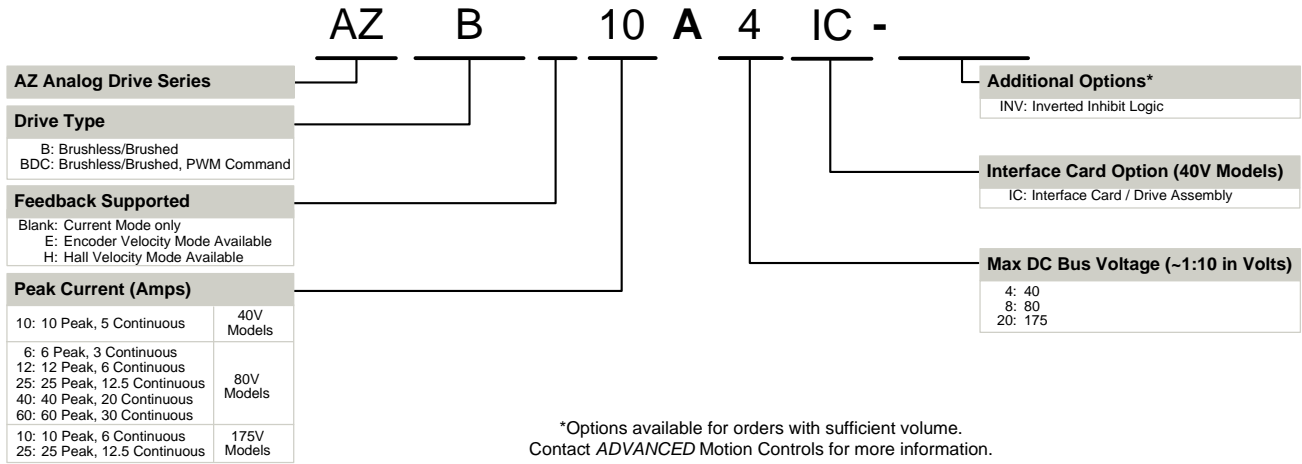 AZ B 10 A 4 IC -
AZ Analog Drive Series
Drive Type
B: Brushless/Brushed
BDC: Brushless/Brushed, PWM Command
Feedback Supported
Blank: Current Mode only
E: Encoder Velocity Mode Available
H: Hall Velocity Mode Available
Peak Current (Amps)
10: 10 Peak, 5 Continuous
40V
Models
6: 6 Peak, 3 Continuous
12: 12 Peak, 6 Continuous
25: 25 Peak, 12.5 Continuous
40: 40 Peak, 20 Continuous
60: 60 Peak, 30 Continuous
80V
Models
10: 10 Peak, 6 Continuous
25: 25 Peak, 12.5 Continuous
175V
Models
Additional Options*
INV: Inverted Inhibit Logic
Interface Card Option (40V Models)
IC: Interface Card / Drive Assembly
Max DC Bus Voltage (~1:10 in Volts)
4: 40
8: 80
20: 175
*Options available for orders with sufficient volume.
Contact ADVANCED Motion Controls for more information.